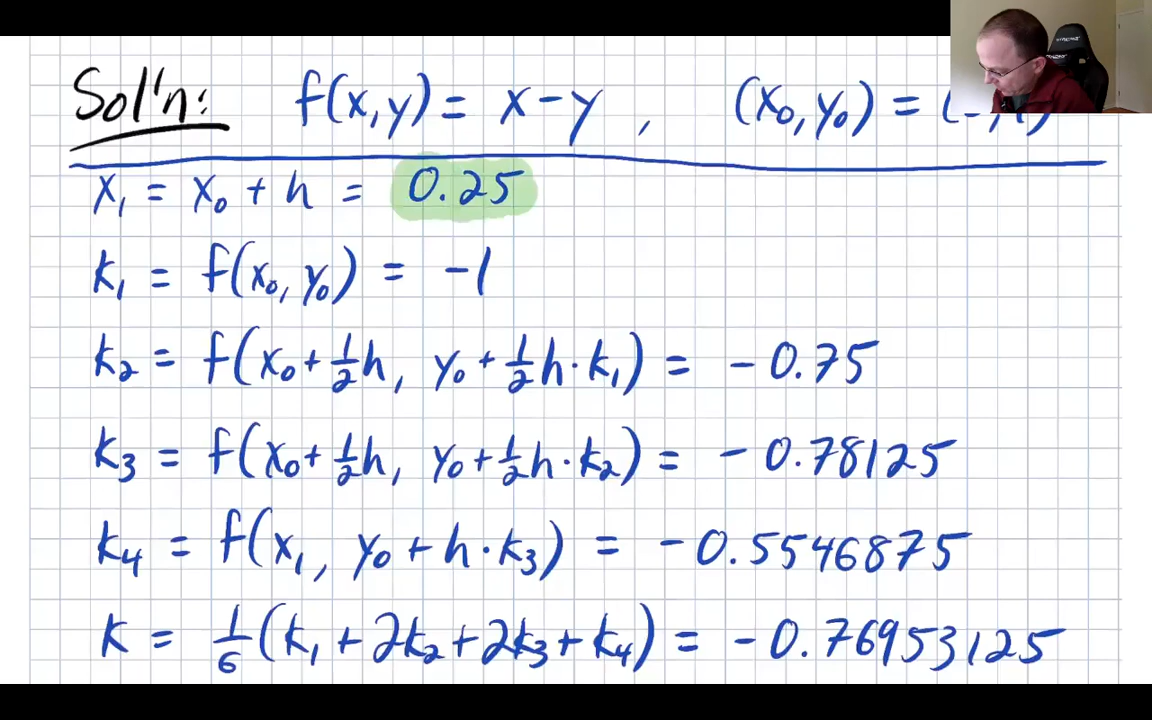 Sol'n: f(x,y) = x-y , (x₀,y₀) = (
x₁ = x₀ + h = 0.25
k₁ = f(x₀, y₀) = -1
k₂ = f(x₀ + ½h, y₀ + ½h·k₁) = -0.75
k₃ = f(x₀ + ½h, y₀ + ½h·k₂) = -0.78125
k₄ = f(x₁, y₀ + h·k₃) = -0.5546875
k = ⅙(k₁ + 2k₂ + 2k₃ + k₄) = -0.76953125